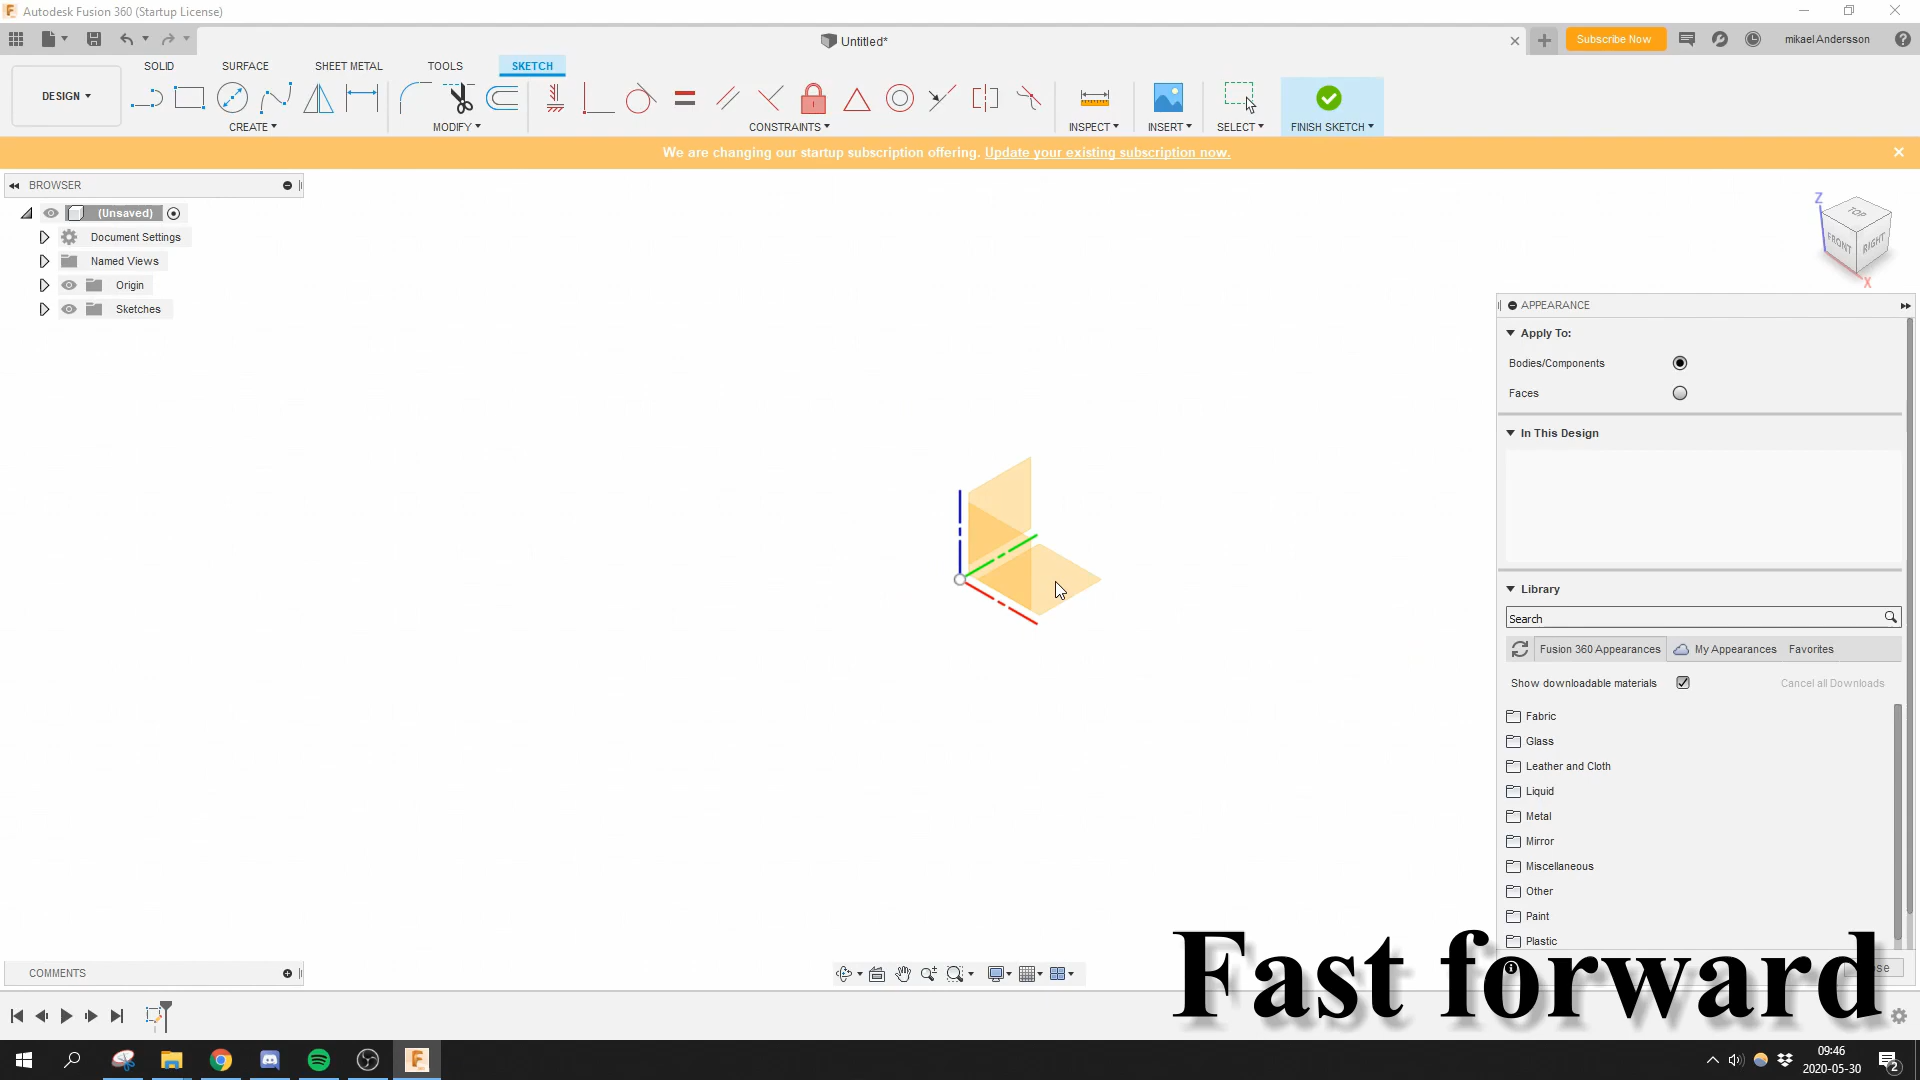 Autodesk Fusion 360 (Startup License)
Untitled*
Subscribe Now
mikael Andersson
SOLID
SURFACE
SHEET METAL
TOOLS
SKETCH
DESIGN
CREATE
MODIFY
CONSTRAINTS
INSPECT
INSERT
SELECT
FINISH SKETCH
We are changing our startup subscription offering. Update your existing subscription now.
BROWSER
(Unsaved)
Document Settings
Named Views
Origin
Sketches
Z
TOP
FRONT
RIGHT
X
APPEARANCE
Apply To:
Bodies/Components
Faces
In This Design
Library
Search
Fusion 360 Appearances
My Appearances
Favorites
Show downloadable materials
Cancel all Downloads
Fabric
Glass
Leather and Cloth
Liquid
Metal
Mirror
Miscellaneous
Other
Paint
Plastic
COMMENTS
Fast forward
09:46
2020-05-30
2